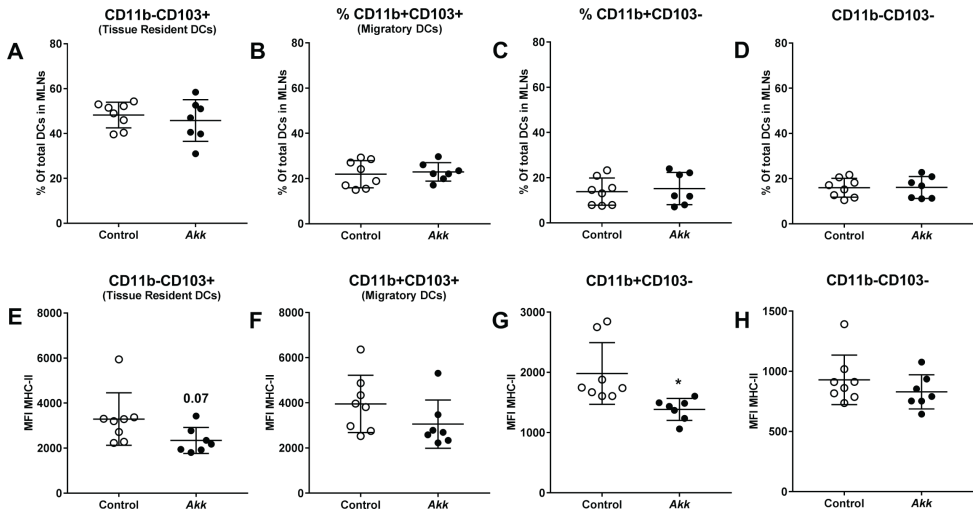 CD11b-CD103+
(Tissue Resident DCs)
A
% Of total DCs in MLNs
80
60
40
20
0
Control
Akk
% CD11b+CD103+
(Migratory DCs)
B
% Of total DCs in MLNs
80
60
40
20
0
Control
Akk
% CD11b+CD103-
C
% Of total DCs in MLNs
80
60
40
20
0
Control
Akk
CD11b-CD103-
D
% Of total DCs in MLNs
80
60
40
20
0
Control
Akk
CD11b-CD103+
(Tissue Resident DCs)
E
MFI MHC-II
8000
6000
4000
2000
0
0.07
Control
Akk
CD11b+CD103+
(Migratory DCs)
F
MFI MHC-II
8000
6000
4000
2000
0
Control
Akk
CD11b+CD103-
G
MFI MHC-II
3000
2000
1000
0
*
Control
Akk
CD11b-CD103-
H
MFI MHC-II
1500
1000
500
0
Control
Akk